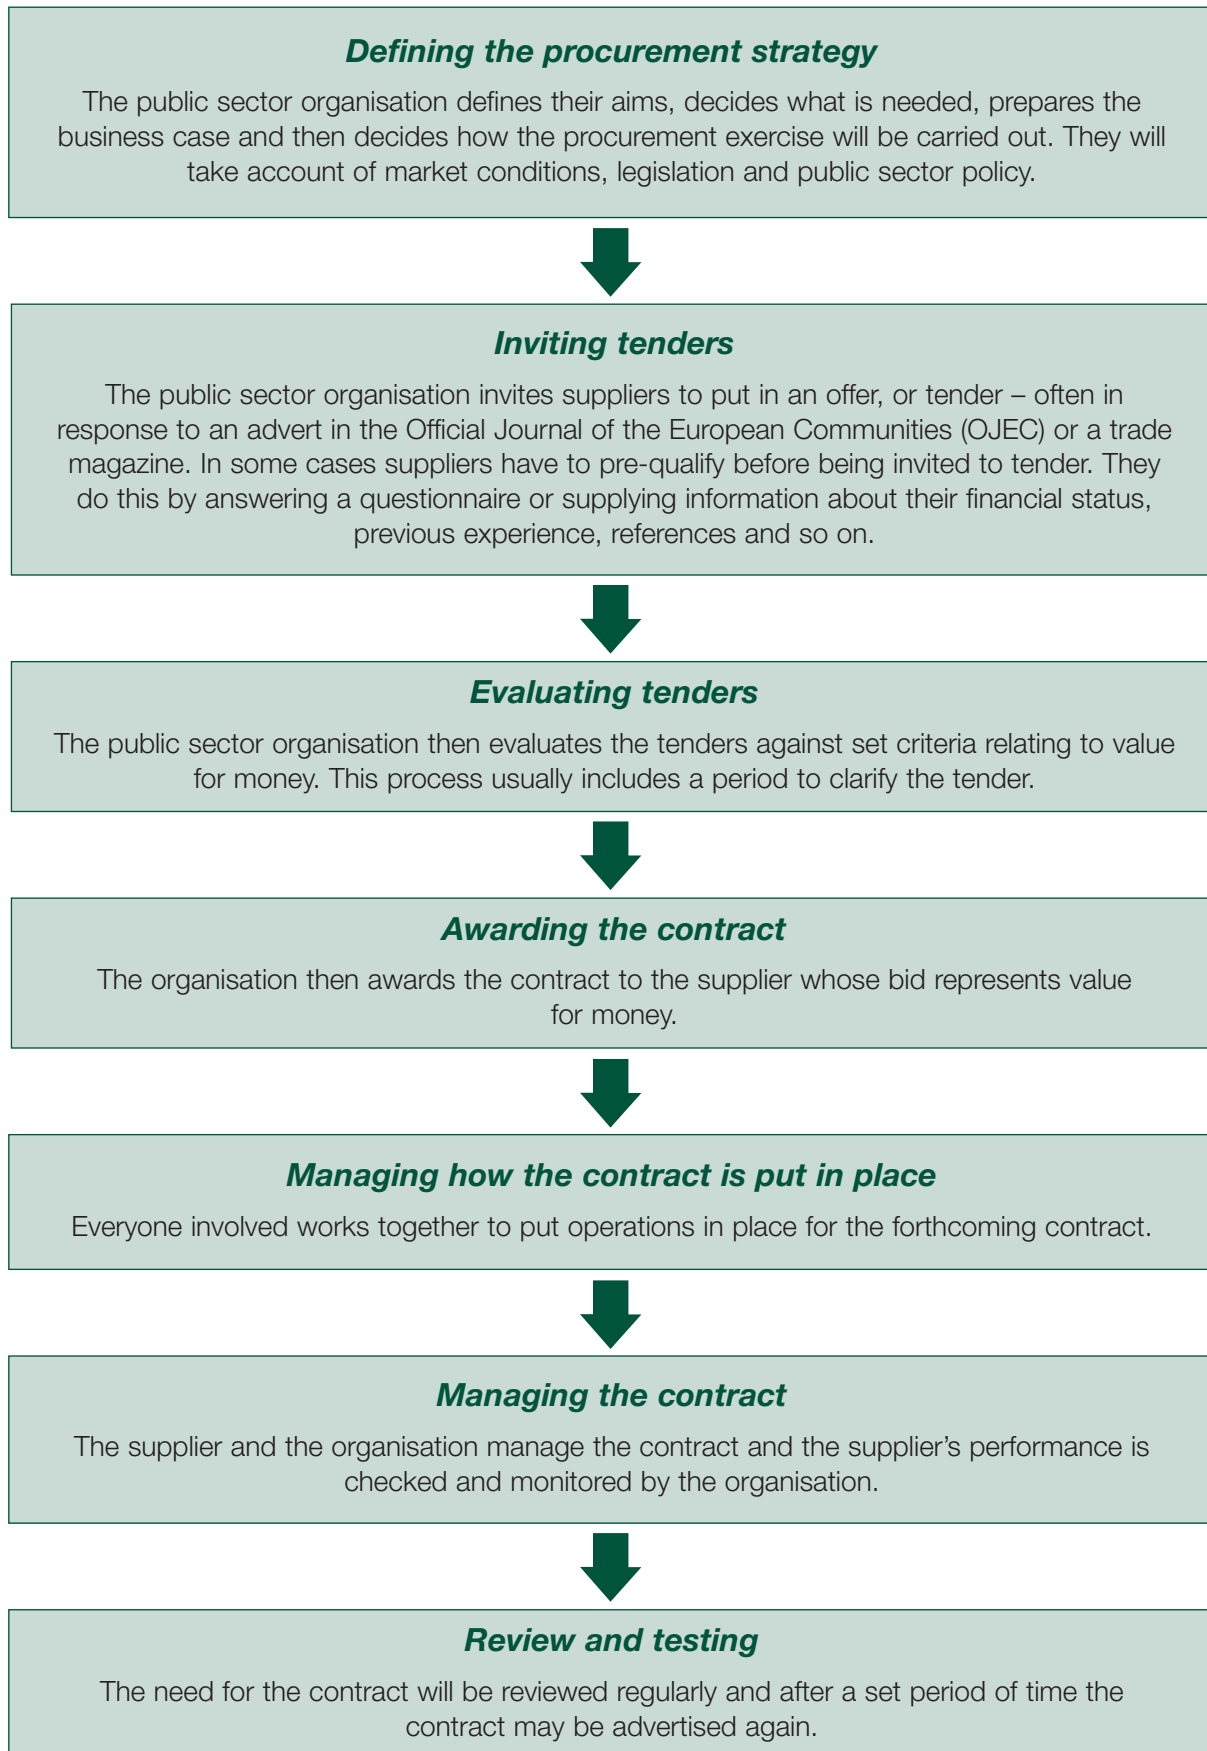 Defining the procurement strategy
The public sector organisation defines their aims, decides what is needed, prepares the
business case and then decides how the procurement exercise will be carried out. They will
take account of market conditions, legislation and public sector policy.
Inviting tenders
The public sector organisation invites suppliers to put in an offer, or tender – often in
response to an advert in the Official Journal of the European Communities (OJEC) or a trade
magazine. In some cases suppliers have to pre-qualify before being invited to tender. They
do this by answering a questionnaire or supplying information about their financial status,
previous experience, references and so on.
Evaluating tenders
The public sector organisation then evaluates the tenders against set criteria relating to value
for money. This process usually includes a period to clarify the tender.
Awarding the contract
The organisation then awards the contract to the supplier whose bid represents value
for money.
Managing how the contract is put in place
Everyone involved works together to put operations in place for the forthcoming contract.
Managing the contract
The supplier and the organisation manage the contract and the supplier’s performance is
checked and monitored by the organisation.
Review and testing
The need for the contract will be reviewed regularly and after a set period of time the
contract may be advertised again.